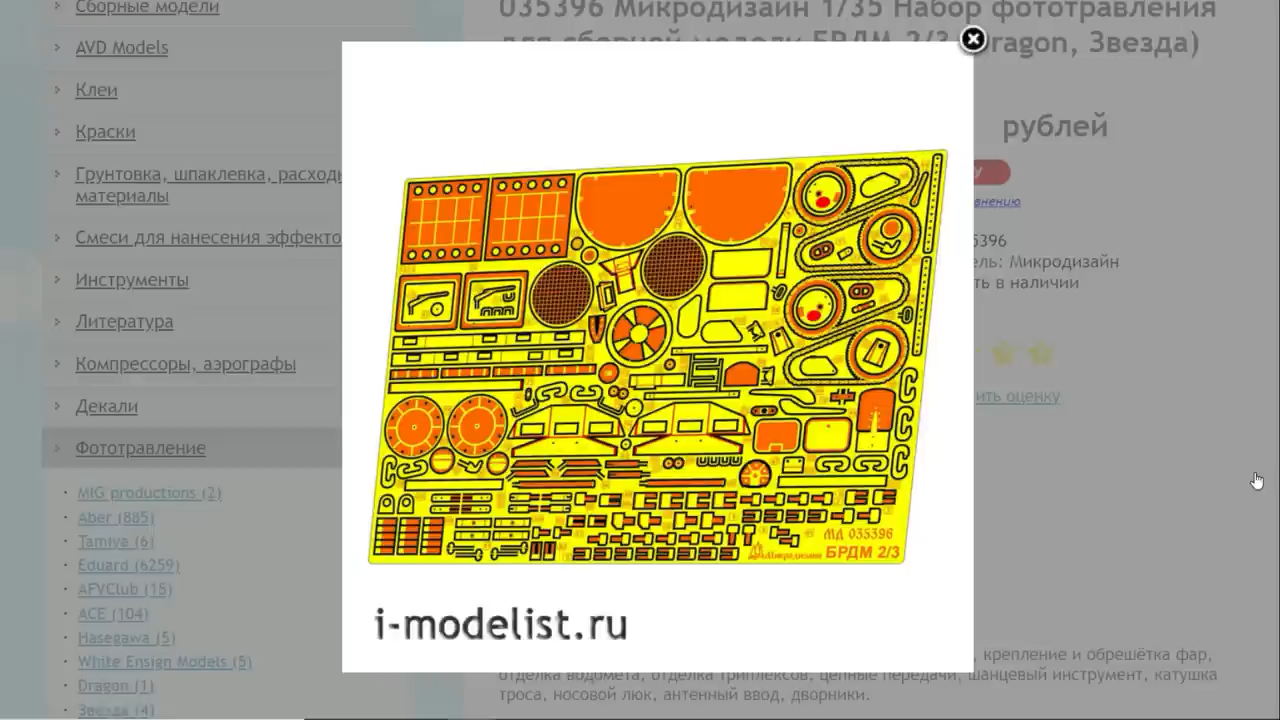 Сборные модели
AVD Models
Клеи
Краски
Грунтовка, шпаклевка,
материалы
Смеси для нанесения
Инструменты
Литература
Компрессоры, аэрографы
Декали
Фототравление
MIG productions (2)
Aber (885)
Tamiya (6)
Eduard (6259)
AFVClub (15)
ACE (104)
Hasegawa (5)
White Ensign Models (5)
Dragon (1)
Звезда (4)
035396 Микродизайн 1/35 Набор фототравления
для сборной модели БРДМ-2/3 Dragon, Звезда)
рублей
5396
Микродизайн
в наличии
оценку
МД 035396
Микродизайн БРДМ 2/3
i-modelist.ru
, крепление и обрешётка фар,
отделка водомета, отделка триплексов, цепные передачи, шанцевый инструмент, катушка
троса, носовой люк, антенный ввод, дворники.